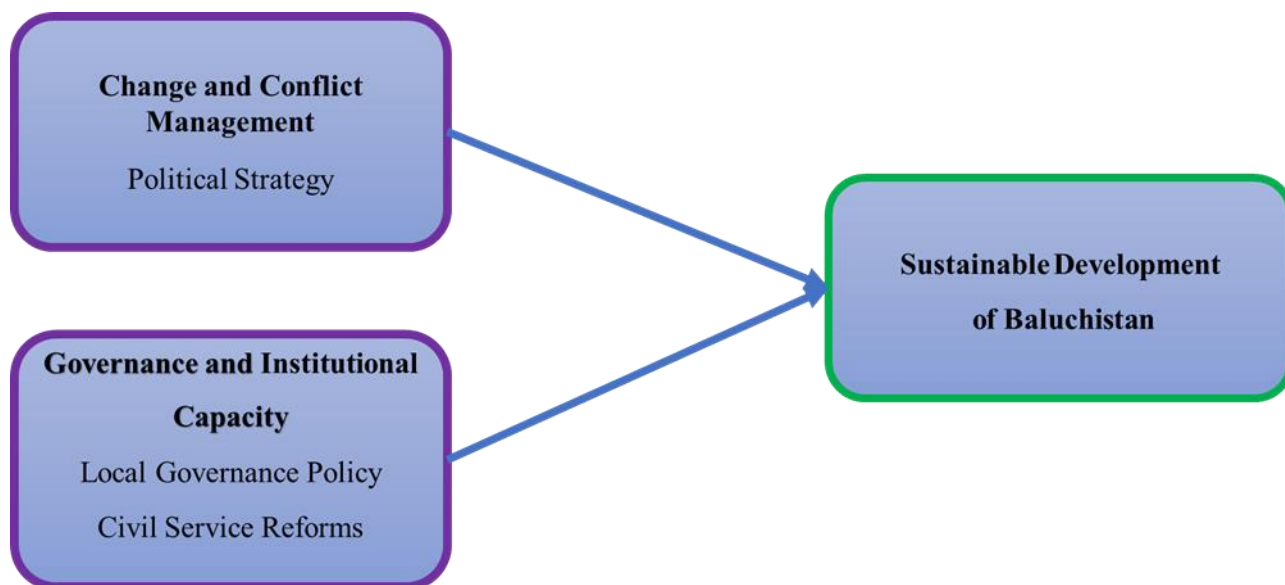 Change and Conflict
Management
Political Strategy
Governance and Institutional
Capacity
Local Governance Policy
Civil Service Reforms
Sustainable Development
of Baluchistan